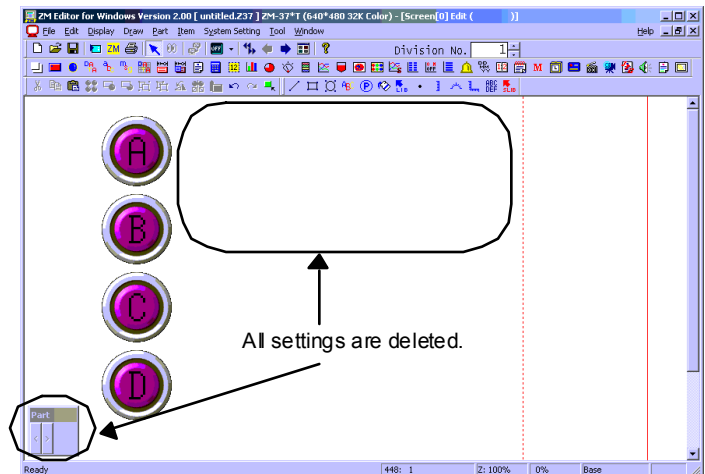 ZM Editor for Windows Version 2.00 [ untitled.Z37 ] ZM-37*T (640*480 32K Color) - [Screen[0] Edit ( )]
File Edit Display Draw Part Item System Setting Tool Window Help
ZM OFF Division No. 1
M
A
B
C
D
All settings are deleted.
Part
< >
Ready 448: 1 Z: 100% 0% Base